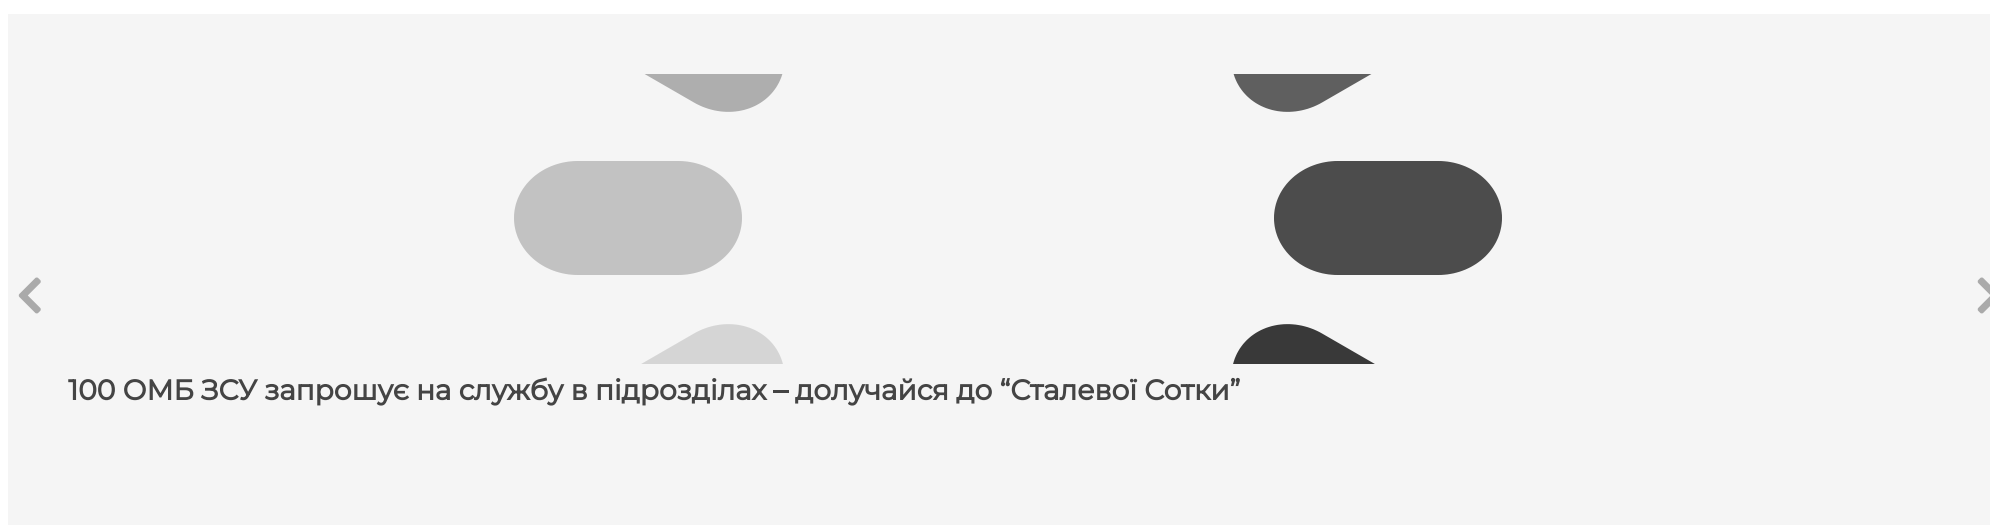 100 ОМБ ЗСУ запрошує на службу в підрозділах – долучайся до “Сталевої Сотки”